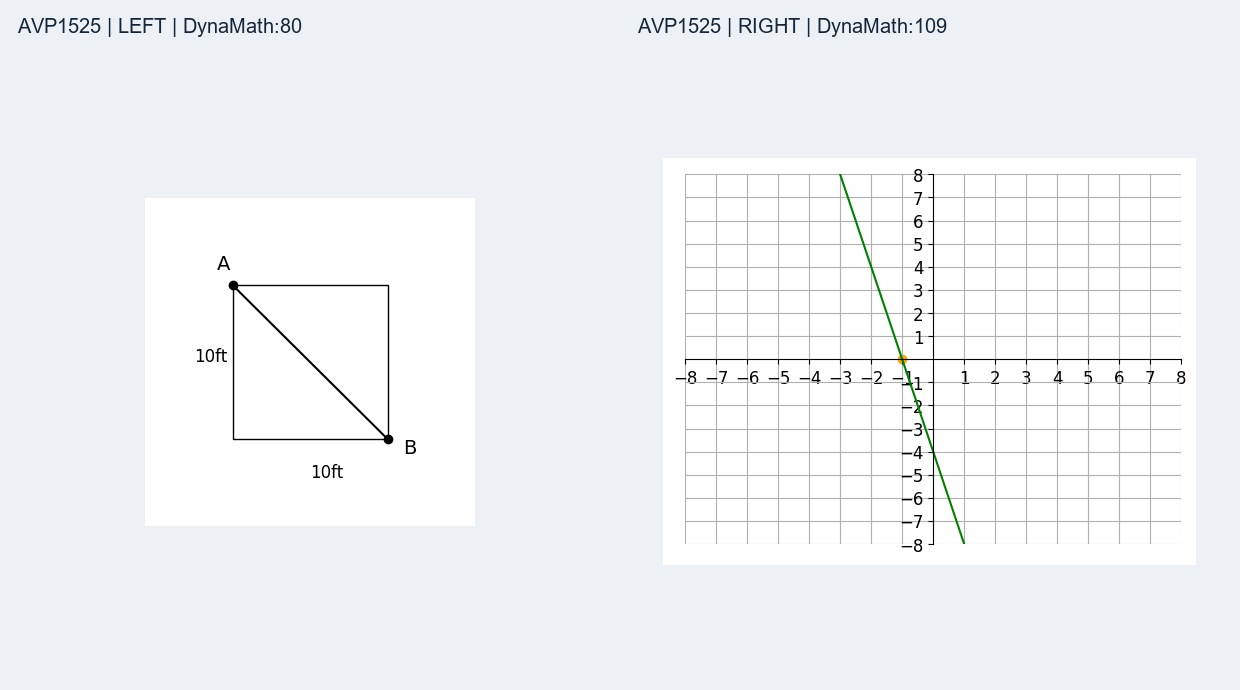 AVP1525 | LEFT | DynaMath:80
A
10ft
B
10ft
AVP1525 | RIGHT | DynaMath:109
8
7
6
5
4
3
2
1
−8 −7 −6 −5 −4 −3 −2 −1 1 2 3 4 5 6 7 8
−1
−2
−3
−4
−5
−6
−7
−8